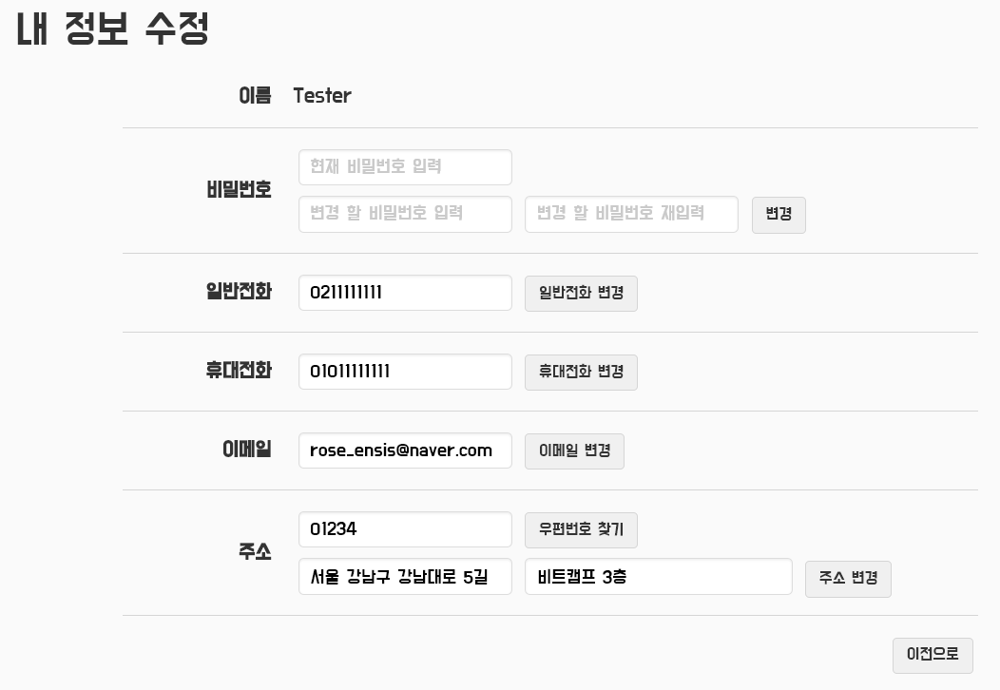 내 정보 수정
이름 Tester
현재 비밀번호 입력
비밀번호
변경 할 비밀번호 입력 변경 할 비밀번호 재입력 변경
일반전화 0211111111 일반전화 변경
휴대전화 01011111111 휴대전화 변경
이메일 rose_ensis@naver.com 이메일 변경
01234 우편번호 찾기
주소
서울 강남구 강남대로 5길 비트캠프 3층 주소 변경
이전으로